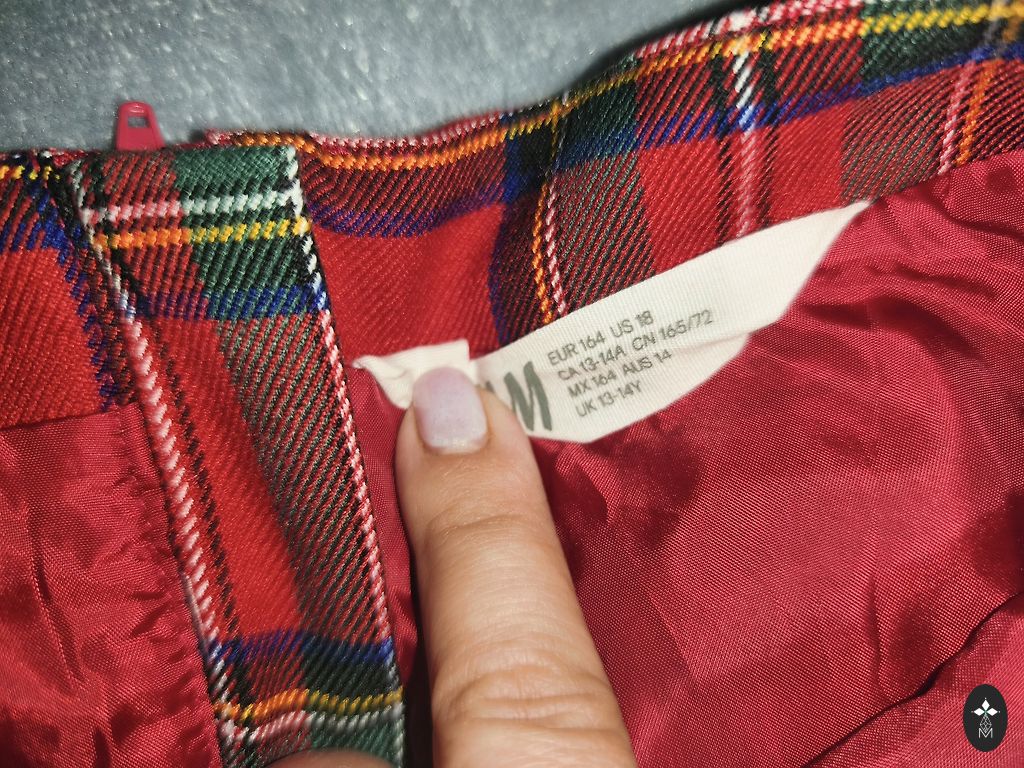 M
EUR 164 US 18
CA 13-14A CN 165/72
MX 164 AUS 14
UK 13-14Y
M